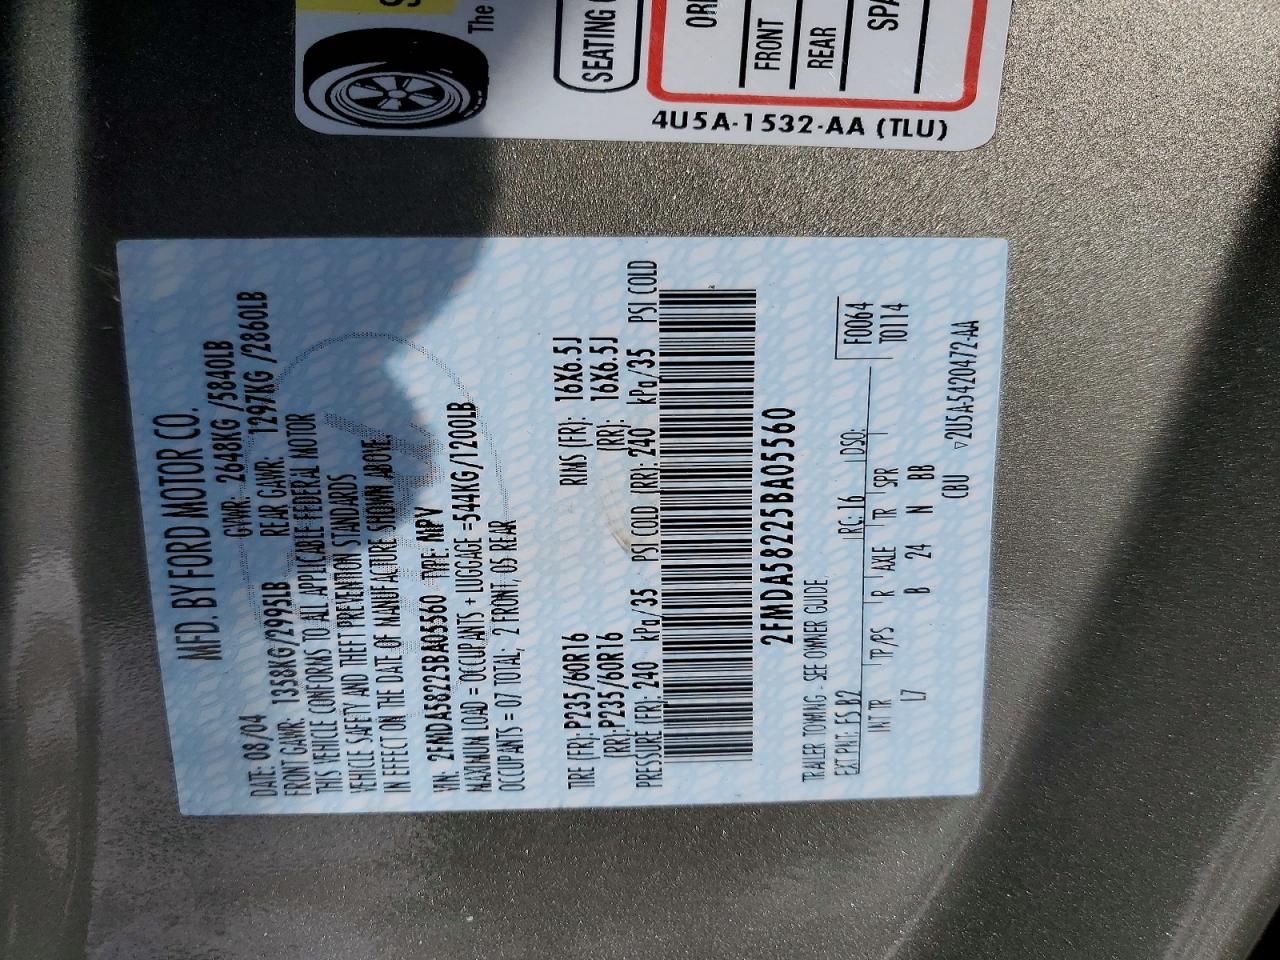 The
SEATING
FRONT
REAR
4U5A-1532-AA (TLU)
MFD. BY FORD MOTOR CO.
DATE: 08/04 GVWR: 2648KG/5840LB
FRONT GAWR: 1358KG/2995LB REAR GAWR: 1297KG/2860LB
THIS VEHICLE CONFORMS TO ALL APPLICABLE FEDERAL MOTOR
VEHICLE SAFETY AND THEFT PREVENTION STANDARDS
IN EFFECT ON THE DATE OF MANUFACTURE SHOWN ABOVE.
VIN: 2FMDA58225BA05560 TYPE: MPV
MAXIMUM LOAD = OCCUPANTS + LUGGAGE =544KG/1200LB
OCCUPANTS = 07 TOTAL; 2 FRONT, 05 REAR
TIRE (FR): P235/60R16 RIMS (FR): 16X6.5J
(RR): P235/60R16 (RR): 16X6.5J
PRESSURE (FR): 240 kPa/35 PSI COLD (RR): 240 kPa/35 PSI COLD
2FMDA58225BA05560
TRAILER TOWING - SEE OWNER GUIDE
F0064
EXT PNT: RC: 16 DSO: T0114
INT TR TP/PS R AXLE TR SPR
L7 B 24 N BB
CBU ▽2U5A-5420472-AA